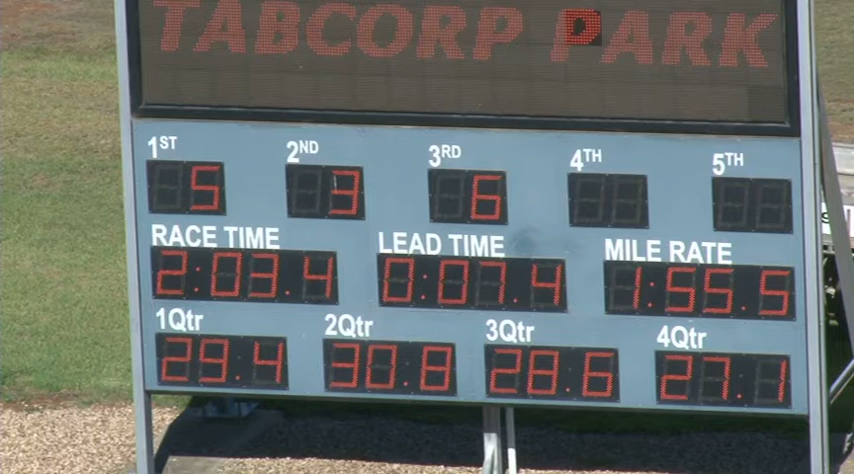 TABCORP PARK
1ST 2ND 3RD 4TH 5TH
5 3 6
RACE TIME LEAD TIME MILE RATE
2:03.4 0:07.4 1:55.5
1Qtr 2Qtr 3Qtr 4Qtr
29.4 30.8 28.6 27.1